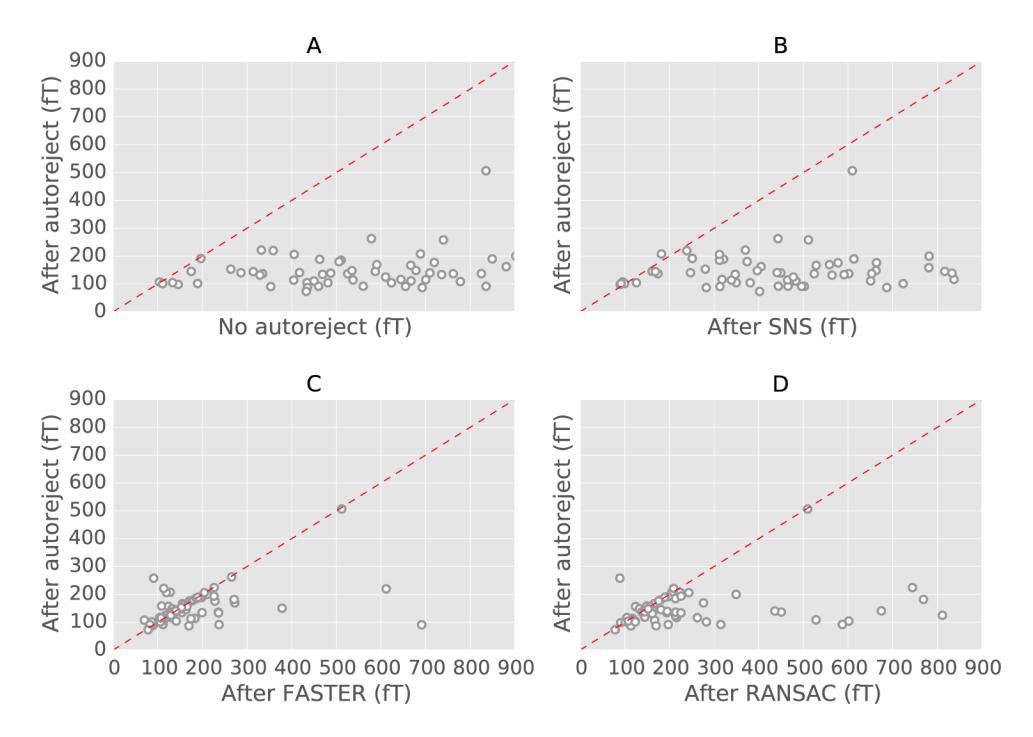 A
B
900
800
700
600
500
400
300
200
100
0
After autoreject (fT)
After autoreject (fT)
No autoreject (fT)
After SNS (fT)
C
D
900
800
700
600
500
400
300
200
100
0
After autoreject (fT)
After autoreject (fT)
0 100 200 300 400 500 600 700 800 900
0 100 200 300 400 500 600 700 800 900
After FASTER (fT)
After RANSAC (fT)